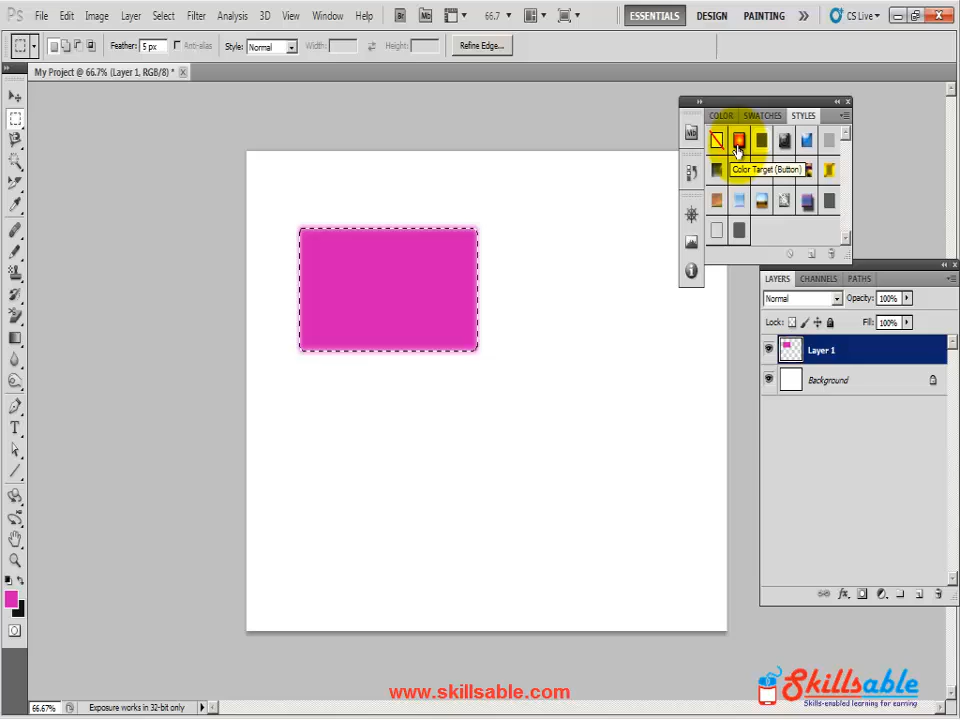 Ps File Edit Image Layer Select Filter Analysis 3D View Window Help Br Mb 66.7 ESSENTIALS DESIGN PAINTING CS Live
Feather: 5 px Anti-alias Style: Normal Width: Height: Refine Edge...
My Project @ 66.7% (Layer 1, RGB/8) *
COLOR SWATCHES STYLES
Color Target (Button)
LAYERS CHANNELS PATHS
Normal Opacity: 100%
Lock: Fill: 100%
Layer 1
Background
www.skillsable.com
Skillsable
Skills-enabled learning for earning
66.67% Exposure works in 32-bit only